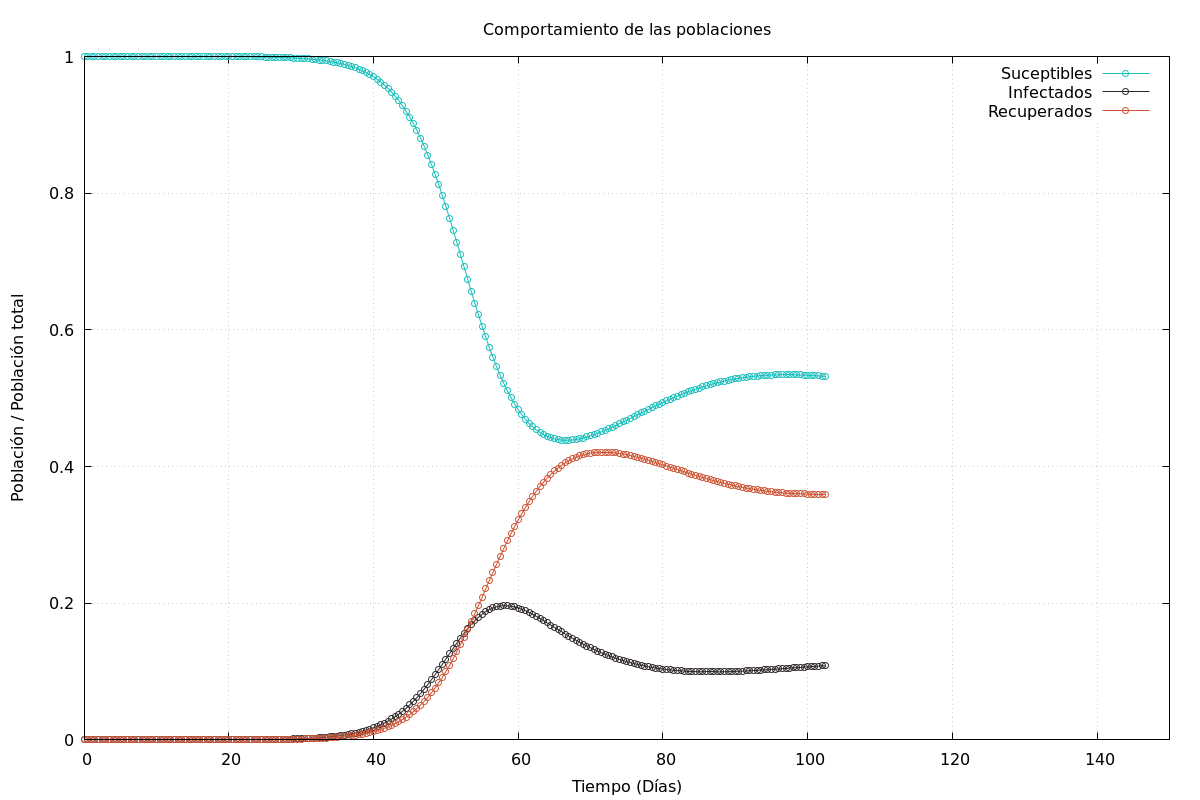 Comportamiento de las poblaciones
Suceptibles
Infectados
Recuperados
Población / Población total
1
0.8
0.6
0.4
0.2
0
0 20 40 60 80 100 120 140
Tiempo (Días)